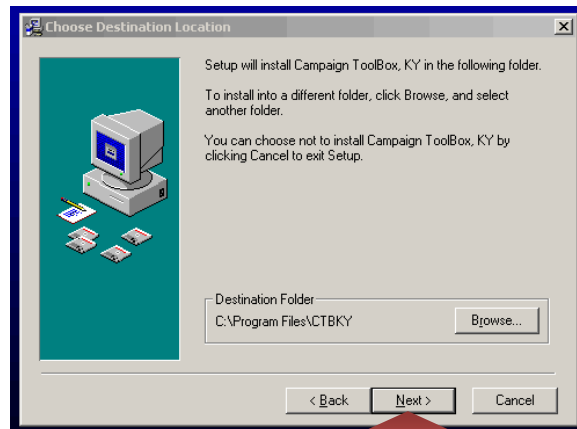 Choose Destination Location
Setup will install Campaign ToolBox, KY in the following folder.
To install into a different folder, click Browse, and select
another folder.
You can choose not to install Campaign ToolBox, KY by
clicking Cancel to exit Setup.
Destination Folder
C:\Program Files\CTBKY
Browse...
< Back
Next >
Cancel